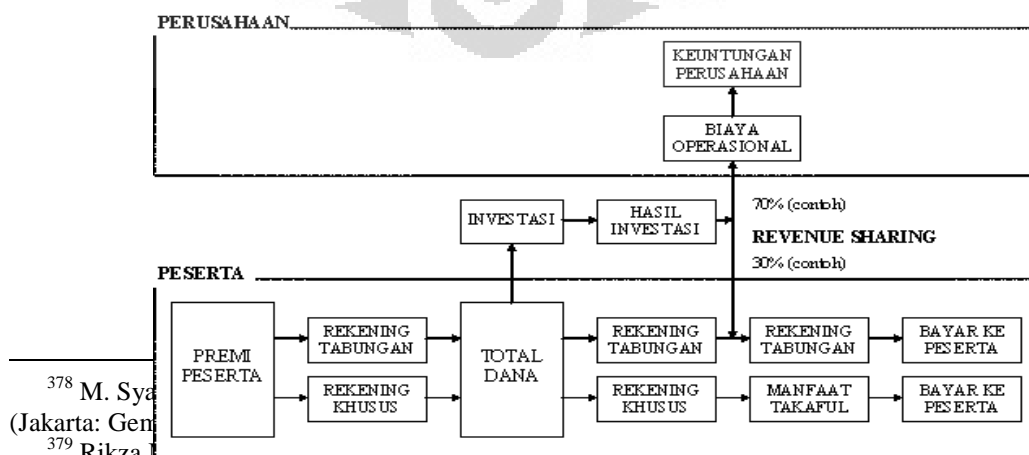 PERUSAHAAN
KEUNTUNGAN
PERUSAHAAN
BIAYA
OPERASIONAL
INVESTASI
HASIL
INVESTASI
70% (contoh)
REVENUE SHARING
30% (contoh)
PESERTA
PREMI
PESERTA
REKENING
TABUNGAN
REKENING
KHUSUS
TOTAL
DANA
REKENING
TABUNGAN
REKENING
KHUSUS
REKENING
TABUNGAN
MANFAAT
TAKAFUL
BAYAR KE
PESERTA
BAYAR KE
PESERTA
378 M. Sya
(Jakarta: Gem
379 Rikza